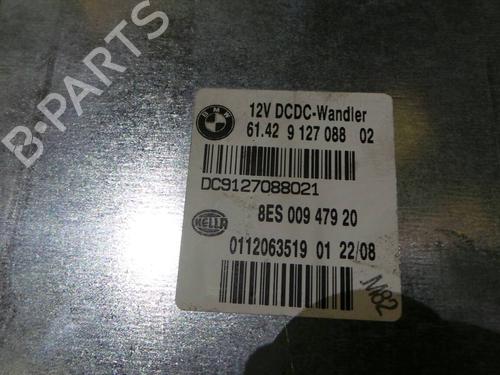 B-PARTS
BMW
12V DCDC-Wandler
61.42 9 127 088 02
DC9127088021
8ES 009 479 20
HELLA
0112063519 01 22/08
M82